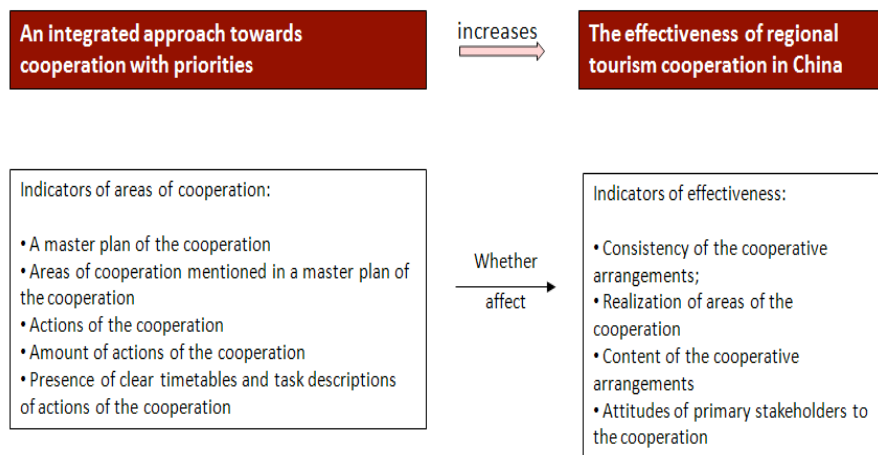 An integrated approach towards
cooperation with priorities
increases
The effectiveness of regional
tourism cooperation in China
Indicators of areas of cooperation:
• A master plan of the cooperation
• Areas of cooperation mentioned in a master plan of
the cooperation
• Actions of the cooperation
• Amount of actions of the cooperation
• Presence of clear timetables and task descriptions
of actions of the cooperation
Whether
affect
Indicators of effectiveness:
• Consistency of the cooperative
arrangements;
• Realization of areas of the
cooperation
• Content of the cooperative
arrangements
• Attitudes of primary stakeholders to
the cooperation